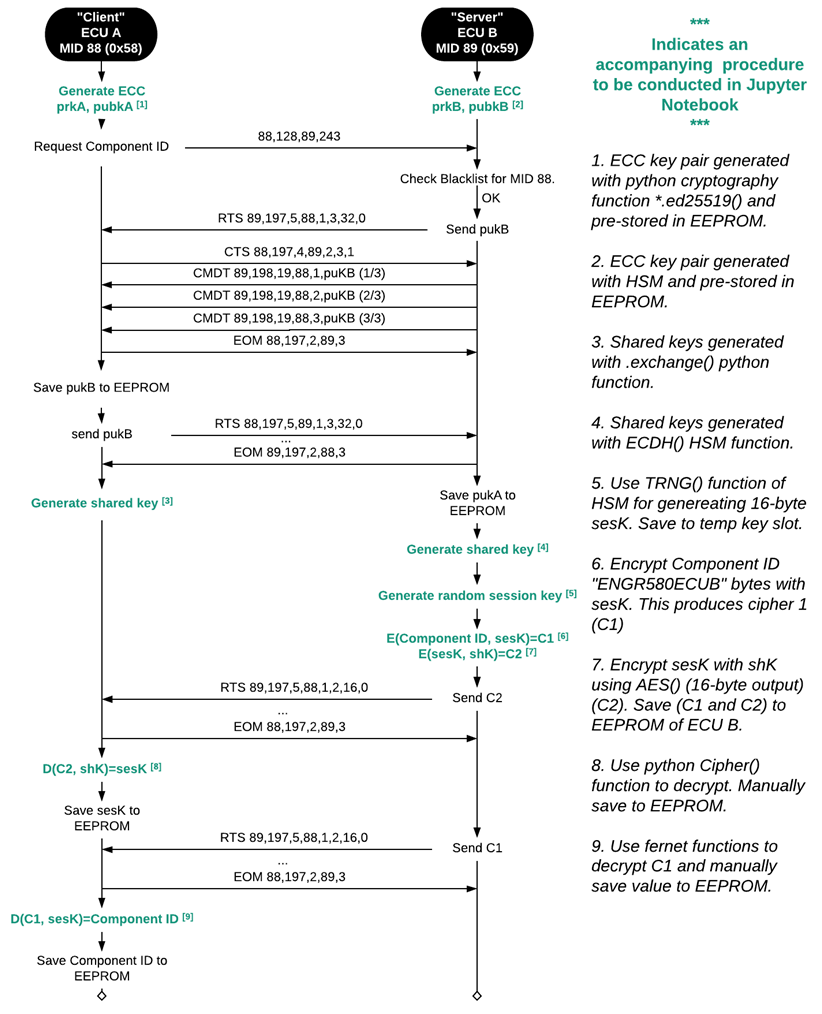 "Client"
ECU A
MID 88 (0x58)
"Server"
ECU B
MID 89 (0x59)
***
Indicates an
accompanying procedure
to be conducted in Jupyter
Notebook
***
Generate ECC
prkA, pubkA [1]
Generate ECC
prkB, pubkB [2]
Request Component ID
88,128,89,243
Check Blacklist for MID 88.
OK
RTS 89,197,5,88,1,3,32,0
Send pukB
CTS 88,197,4,89,2,3,1
CMDT 89,198,19,88,1,puKB (1/3)
CMDT 89,198,19,88,2,puKB (2/3)
CMDT 89,198,19,88,3,puKB (3/3)
EOM 88,197,2,89,3
Save pukB to EEPROM
send pukB
RTS 88,197,5,89,1,3,32,0
...
EOM 89,197,2,88,3
Generate shared key [3]
Save pukA to
EEPROM
Generate shared key [4]
Generate random session key [5]
E(Component ID, sesK)=C1 [6]
E(sesK, shK)=C2 [7]
RTS 89,197,5,88,1,2,16,0
Send C2
...
EOM 88,197,2,89,3
D(C2, shK)=sesK [8]
Save sesK to
EEPROM
RTS 89,197,5,88,1,2,16,0
Send C1
...
EOM 88,197,2,89,3
D(C1, sesK)=Component ID [9]
Save Component ID to
EEPROM
1. ECC key pair generated
with python cryptography
function *.ed25519() and
pre-stored in EEPROM.
2. ECC key pair generated
with HSM and pre-stored in
EEPROM.
3. Shared keys generated
with .exchange() python
function.
4. Shared keys generated
with ECDH() HSM function.
5. Use TRNG() function of
HSM for genereating 16-byte
sesK. Save to temp key slot.
6. Encrypt Component ID
"ENGR580ECUB" bytes with
sesK. This produces cipher 1
(C1)
7. Encrypt sesK with shK
using AES() (16-byte output)
(C2). Save (C1 and C2) to
EEPROM of ECU B.
8. Use python Cipher()
function to decrypt. Manually
save to EEPROM.
9. Use fernet functions to
decrypt C1 and manually
save value to EEPROM.